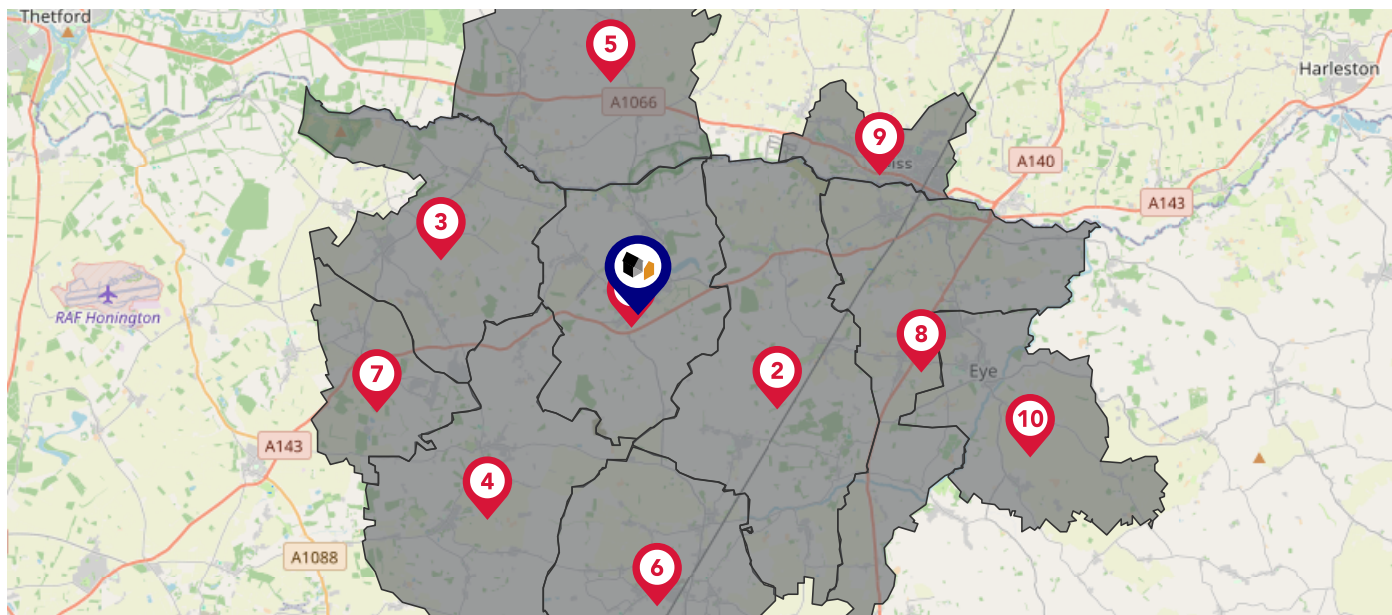 Thetford
5
Harleston
A1066
9
iss
A140
A143
3
RAF Honington
8
2
Eye
7
10
A143
4
A1088
6